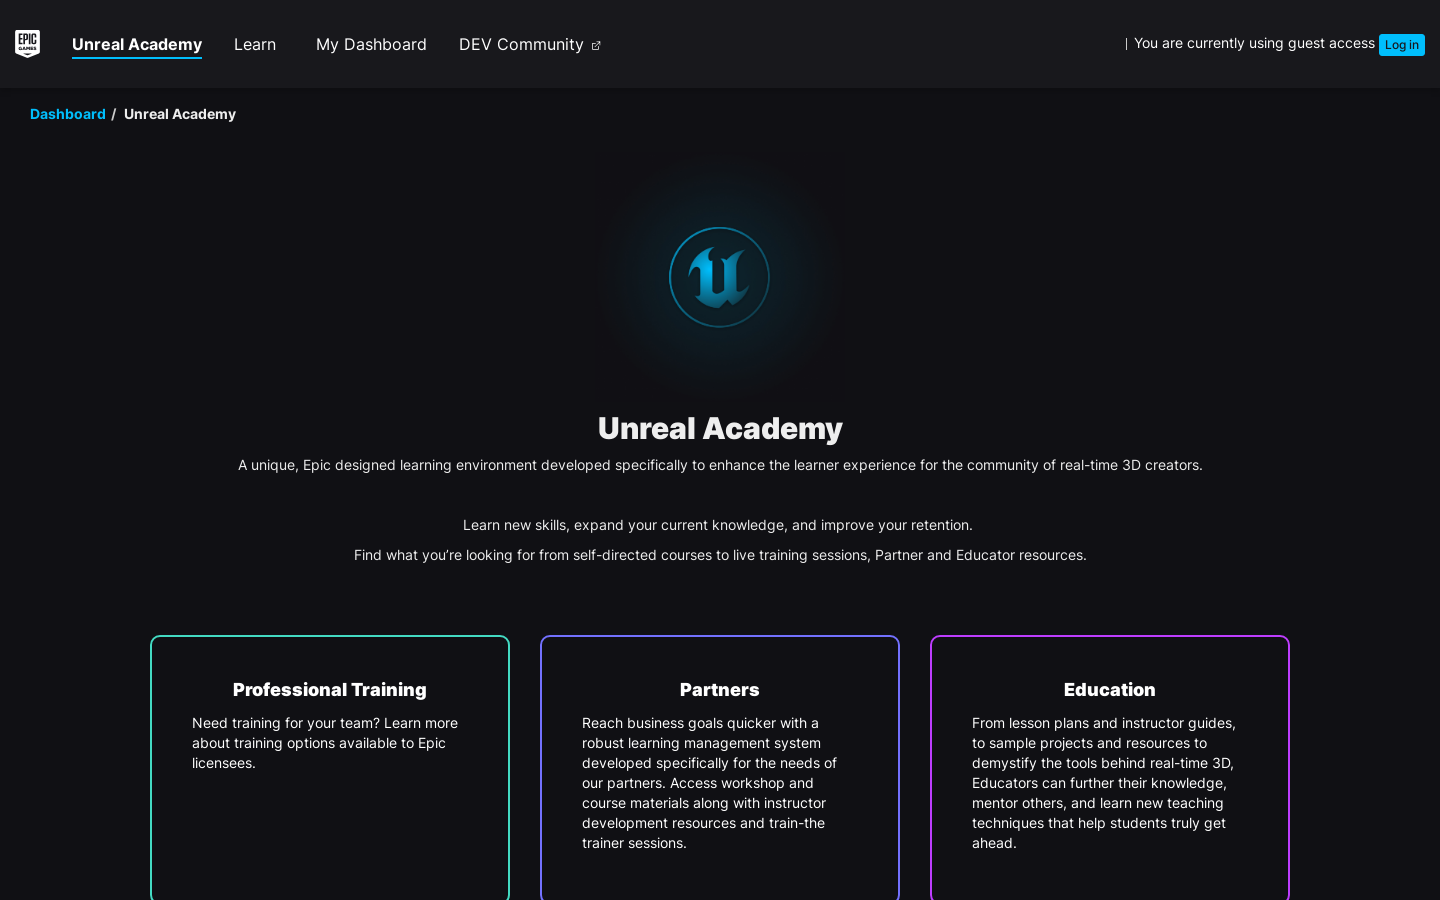 EPIC GAMES
Unreal Academy
Learn
My Dashboard
DEV Community
You are currently using guest access
Log in
Dashboard / Unreal Academy
Unreal Academy
A unique, Epic designed learning environment developed specifically to enhance the learner experience for the community of real-time 3D creators.
Learn new skills, expand your current knowledge, and improve your retention.
Find what you’re looking for from self-directed courses to live training sessions, Partner and Educator resources.
Professional Training
Need training for your team? Learn more
about training options available to Epic
licensees.
Partners
Reach business goals quicker with a
robust learning management system
developed specifically for the needs of
our partners. Access workshop and
course materials along with instructor
development resources and train-the
trainer sessions.
Education
From lesson plans and instructor guides,
to sample projects and resources to
demystify the tools behind real-time 3D,
Educators can further their knowledge,
mentor others, and learn new teaching
techniques that help students truly get
ahead.